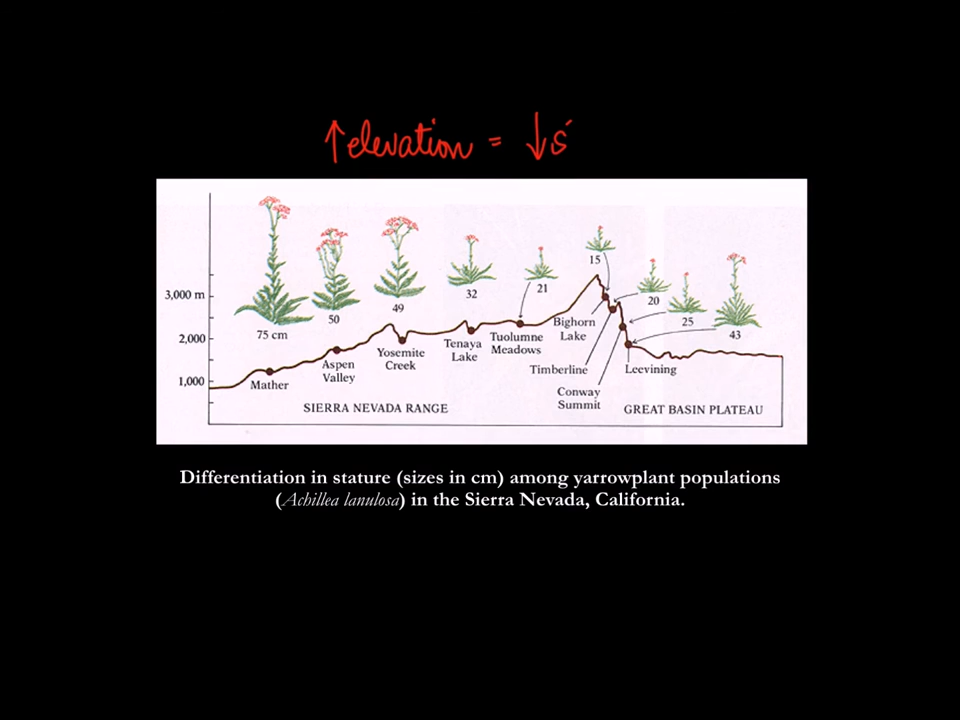 ↑ elevation = ↓ s
75 cm
50
49
32
21
15
20
25
43
3,000 m
2,000
1,000
Mather
Aspen
Valley
Yosemite
Creek
Tenaya
Lake
Tuolumne
Meadows
Bighorn
Lake
Timberline
Conway
Summit
Leevining
SIERRA NEVADA RANGE
GREAT BASIN PLATEAU
Differentiation in stature (sizes in cm) among yarrowplant populations
(Achillea lanulosa) in the Sierra Nevada, California.